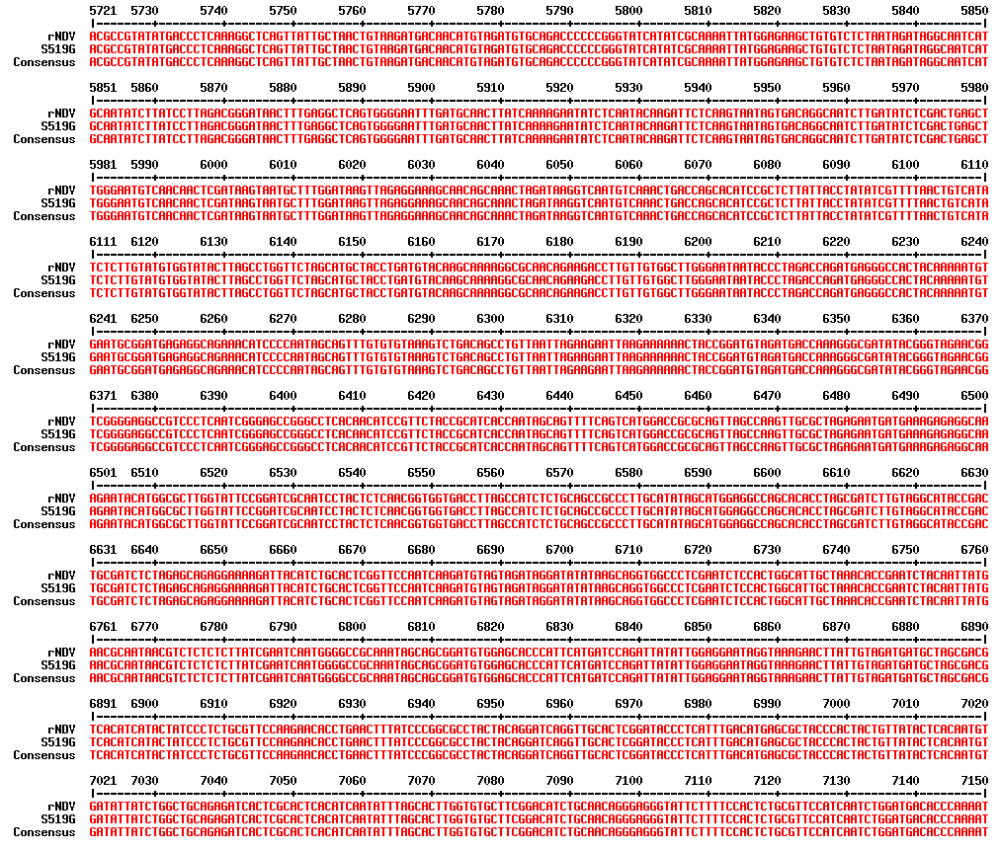 5721 5730 5740 5750 5760 5770 5780 5790 5800 5810 5820 5830 5840 5850
rNDV ACGCCGTATATGACCCTCAAAGGCTCAGTTATTGCTAACTGTAAGATGACAACATGTAGATGTGCAGACCCCCCGGGTATCATATCGCAAAATTATGGAGAAGCTGTGTCTCTAATAGATAGGCAATCAT
S519G ACGCCGTATATGACCCTCAAAGGCTCAGTTATTGCTAACTGTAAGATGACAACATGTAGATGTGCAGACCCCCCGGGTATCATATCGCAAAATTATGGAGAAGCTGTGTCTCTAATAGATAGGCAATCAT
Consensus ACGCCGTATATGACCCTCAAAGGCTCAGTTATTGCTAACTGTAAGATGACAACATGTAGATGTGCAGACCCCCCGGGTATCATATCGCAAAATTATGGAGAAGCTGTGTCTCTAATAGATAGGCAATCAT
5851 5860 5870 5880 5890 5900 5910 5920 5930 5940 5950 5960 5970 5980
rNDV GCAATATCTTATCCTTAGACGGGATAACTTTGAGGCTCAGTGGGGAATTTGATGCAACTTATCAAAAGAATATCTCAATACAAGATTCTCAAGTAATAGTGACAGGCAATCTTGATATCTCGACTGAGCT
S519G GCAATATCTTATCCTTAGACGGGATAACTTTGAGGCTCAGTGGGGAATTTGATGCAACTTATCAAAAGAATATCTCAATACAAGATTCTCAAGTAATAGTGACAGGCAATCTTGATATCTCGACTGAGCT
Consensus GCAATATCTTATCCTTAGACGGGATAACTTTGAGGCTCAGTGGGGAATTTGATGCAACTTATCAAAAGAATATCTCAATACAAGATTCTCAAGTAATAGTGACAGGCAATCTTGATATCTCGACTGAGCT
5981 5990 6000 6010 6020 6030 6040 6050 6060 6070 6080 6090 6100 6110
rNDV TGGGAATGTCAACAACTCGATAAGTAATGCTTTGGATAAGTTAGAGGAAAGCAACAGCAAACTAGATAAGGTCAATGTCAAACTGACCAGCACATCCGCTCTTATTACCTATATCGTTTTAACTGTCATA
S519G TGGGAATGTCAACAACTCGATAAGTAATGCTTTGGATAAGTTAGAGGAAAGCAACAGCAAACTAGATAAGGTCAATGTCAAACTGACCAGCACATCCGCTCTTATTACCTATATCGTTTTAACTGTCATA
Consensus TGGGAATGTCAACAACTCGATAAGTAATGCTTTGGATAAGTTAGAGGAAAGCAACAGCAAACTAGATAAGGTCAATGTCAAACTGACCAGCACATCCGCTCTTATTACCTATATCGTTTTAACTGTCATA
6111 6120 6130 6140 6150 6160 6170 6180 6190 6200 6210 6220 6230 6240
rNDV TCTCTTGTATGTGGTATACTTAGCCTGGTTCTAGCATGCTACCTGATGTACAAGCAAAAGGCGCAACAGAAGACCTTGTTGTGGCTTGGGAATAATACCCTAGACCAGATGAGGGCCACTACAAAAATGT
S519G TCTCTTGTATGTGGTATACTTAGCCTGGTTCTAGCATGCTACCTGATGTACAAGCAAAAGGCGCAACAGAAGACCTTGTTGTGGCTTGGGAATAATACCCTAGACCAGATGAGGGCCACTACAAAAATGT
Consensus TCTCTTGTATGTGGTATACTTAGCCTGGTTCTAGCATGCTACCTGATGTACAAGCAAAAGGCGCAACAGAAGACCTTGTTGTGGCTTGGGAATAATACCCTAGACCAGATGAGGGCCACTACAAAAATGT
6241 6250 6260 6270 6280 6290 6300 6310 6320 6330 6340 6350 6360 6370
rNDV GAATGCGGATGAGAGGCAGAAACATCCCCAATAGCAGTTTGTGTGTAAAGTCTGACAGCCTGTTAATTAGAAGAATTAAGAAAAAACTACCGGATGTAGATGACCAAAGGGCGATATACGGGTAGAACGG
S519G GAATGCGGATGAGAGGCAGAAACATCCCCAATAGCAGTTTGTGTGTAAAGTCTGACAGCCTGTTAATTAGAAGAATTAAGAAAAAACTACCGGATGTAGATGACCAAAGGGCGATATACGGGTAGAACGG
Consensus GAATGCGGATGAGAGGCAGAAACATCCCCAATAGCAGTTTGTGTGTAAAGTCTGACAGCCTGTTAATTAGAAGAATTAAGAAAAAACTACCGGATGTAGATGACCAAAGGGCGATATACGGGTAGAACGG
6371 6380 6390 6400 6410 6420 6430 6440 6450 6460 6470 6480 6490 6500
rNDV TCGGGGAGGCCGTCCCTCAATCGGGAGCCGGGCCTCACAACATCCGTTCTACCGCATCACCAATAGCAGTTTTCAGTCATGGACCGCGCAGTTAGCCAAGTTGCGCTAGAGAATGATGAAAGAGAGGCAA
S519G TCGGGGAGGCCGTCCCTCAATCGGGAGCCGGGCCTCACAACATCCGTTCTACCGCATCACCAATAGCAGTTTTCAGTCATGGACCGCGCAGTTAGCCAAGTTGCGCTAGAGAATGATGAAAGAGAGGCAA
Consensus TCGGGGAGGCCGTCCCTCAATCGGGAGCCGGGCCTCACAACATCCGTTCTACCGCATCACCAATAGCAGTTTTCAGTCATGGACCGCGCAGTTAGCCAAGTTGCGCTAGAGAATGATGAAAGAGAGGCAA
6501 6510 6520 6530 6540 6550 6560 6570 6580 6590 6600 6610 6620 6630
rNDV AGAATACATGGCGCTTGGTATTCCGGATCGCAATCCTACTCTCAACGGTGGTGACCTTAGCCATCTCTGCAGCCGCCCTTGCATATAGCATGGAGGCCAGCACACCTAGCGATCTTGTAGGCATACCGAC
S519G AGAATACATGGCGCTTGGTATTCCGGATCGCAATCCTACTCTCAACGGTGGTGACCTTAGCCATCTCTGCAGCCGCCCTTGCATATAGCATGGAGGCCAGCACACCTAGCGATCTTGTAGGCATACCGAC
Consensus AGAATACATGGCGCTTGGTATTCCGGATCGCAATCCTACTCTCAACGGTGGTGACCTTAGCCATCTCTGCAGCCGCCCTTGCATATAGCATGGAGGCCAGCACACCTAGCGATCTTGTAGGCATACCGAC
6631 6640 6650 6660 6670 6680 6690 6700 6710 6720 6730 6740 6750 6760
rNDV TGCGATCTCTAGAGCAGAGGAAAAGATTACATCTGCACTCGGTTCCAATCAAGATGTAGTAGATAGGATATATAAGCAGGTGGCCCTCGAATCTCCACTGGCATTGCTAAACACCGAATCTACAATTATG
S519G TGCGATCTCTAGAGCAGAGGAAAAGATTACATCTGCACTCGGTTCCAATCAAGATGTAGTAGATAGGATATATAAGCAGGTGGCCCTCGAATCTCCACTGGCATTGCTAAACACCGAATCTACAATTATG
Consensus TGCGATCTCTAGAGCAGAGGAAAAGATTACATCTGCACTCGGTTCCAATCAAGATGTAGTAGATAGGATATATAAGCAGGTGGCCCTCGAATCTCCACTGGCATTGCTAAACACCGAATCTACAATTATG
6761 6770 6780 6790 6800 6810 6820 6830 6840 6850 6860 6870 6880 6890
rNDV AACGCAATAACGTCTCTCTCTTATCGAATCAATGGGGCCGCAAATAGCAGCGGATGTGGAGCACCCATTCATGATCCAGATTATATTGGAGGAATAGGTAAAGAACTTATTGTAGATGATGCTAGCGACG
S519G AACGCAATAACGTCTCTCTCTTATCGAATCAATGGGGCCGCAAATAGCAGCGGATGTGGAGCACCCATTCATGATCCAGATTATATTGGAGGAATAGGTAAAGAACTTATTGTAGATGATGCTAGCGACG
Consensus AACGCAATAACGTCTCTCTCTTATCGAATCAATGGGGCCGCAAATAGCAGCGGATGTGGAGCACCCATTCATGATCCAGATTATATTGGAGGAATAGGTAAAGAACTTATTGTAGATGATGCTAGCGACG
6891 6900 6910 6920 6930 6940 6950 6960 6970 6980 6990 7000 7010 7020
rNDV TCACATCATACTATCCCTCTGCGTTCCAAGAACACCTGAACTTTATCCCGGCGCCTACTACAGGATCAGGTTGCACTCGGATACCCTCATTTGACATGAGCGCTACCCACTACTGTTATACTCACAATGT
S519G TCACATCATACTATCCCTCTGCGTTCCAAGAACACCTGAACTTTATCCCGGCGCCTACTACAGGATCAGGTTGCACTCGGATACCCTCATTTGACATGAGCGCTACCCACTACTGTTATACTCACAATGT
Consensus TCACATCATACTATCCCTCTGCGTTCCAAGAACACCTGAACTTTATCCCGGCGCCTACTACAGGATCAGGTTGCACTCGGATACCCTCATTTGACATGAGCGCTACCCACTACTGTTATACTCACAATGT
7021 7030 7040 7050 7060 7070 7080 7090 7100 7110 7120 7130 7140 7150
rNDV GATATTATCTGGCTGCAGAGATCACTCGCACTCACATCAATATTTAGCACTTGGTGTGCTTCGGACATCTGCAACAGGGAGGGTATTCTTTTCCACTCTGCGTTCCATCAATCTGGATGACACCCAAAAT
S519G GATATTATCTGGCTGCAGAGATCACTCGCACTCACATCAATATTTAGCACTTGGTGTGCTTCGGACATCTGCAACAGGGAGGGTATTCTTTTCCACTCTGCGTTCCATCAATCTGGATGACACCCAAAAT
Consensus GATATTATCTGGCTGCAGAGATCACTCGCACTCACATCAATATTTAGCACTTGGTGTGCTTCGGACATCTGCAACAGGGAGGGTATTCTTTTCCACTCTGCGTTCCATCAATCTGGATGACACCCAAAAT